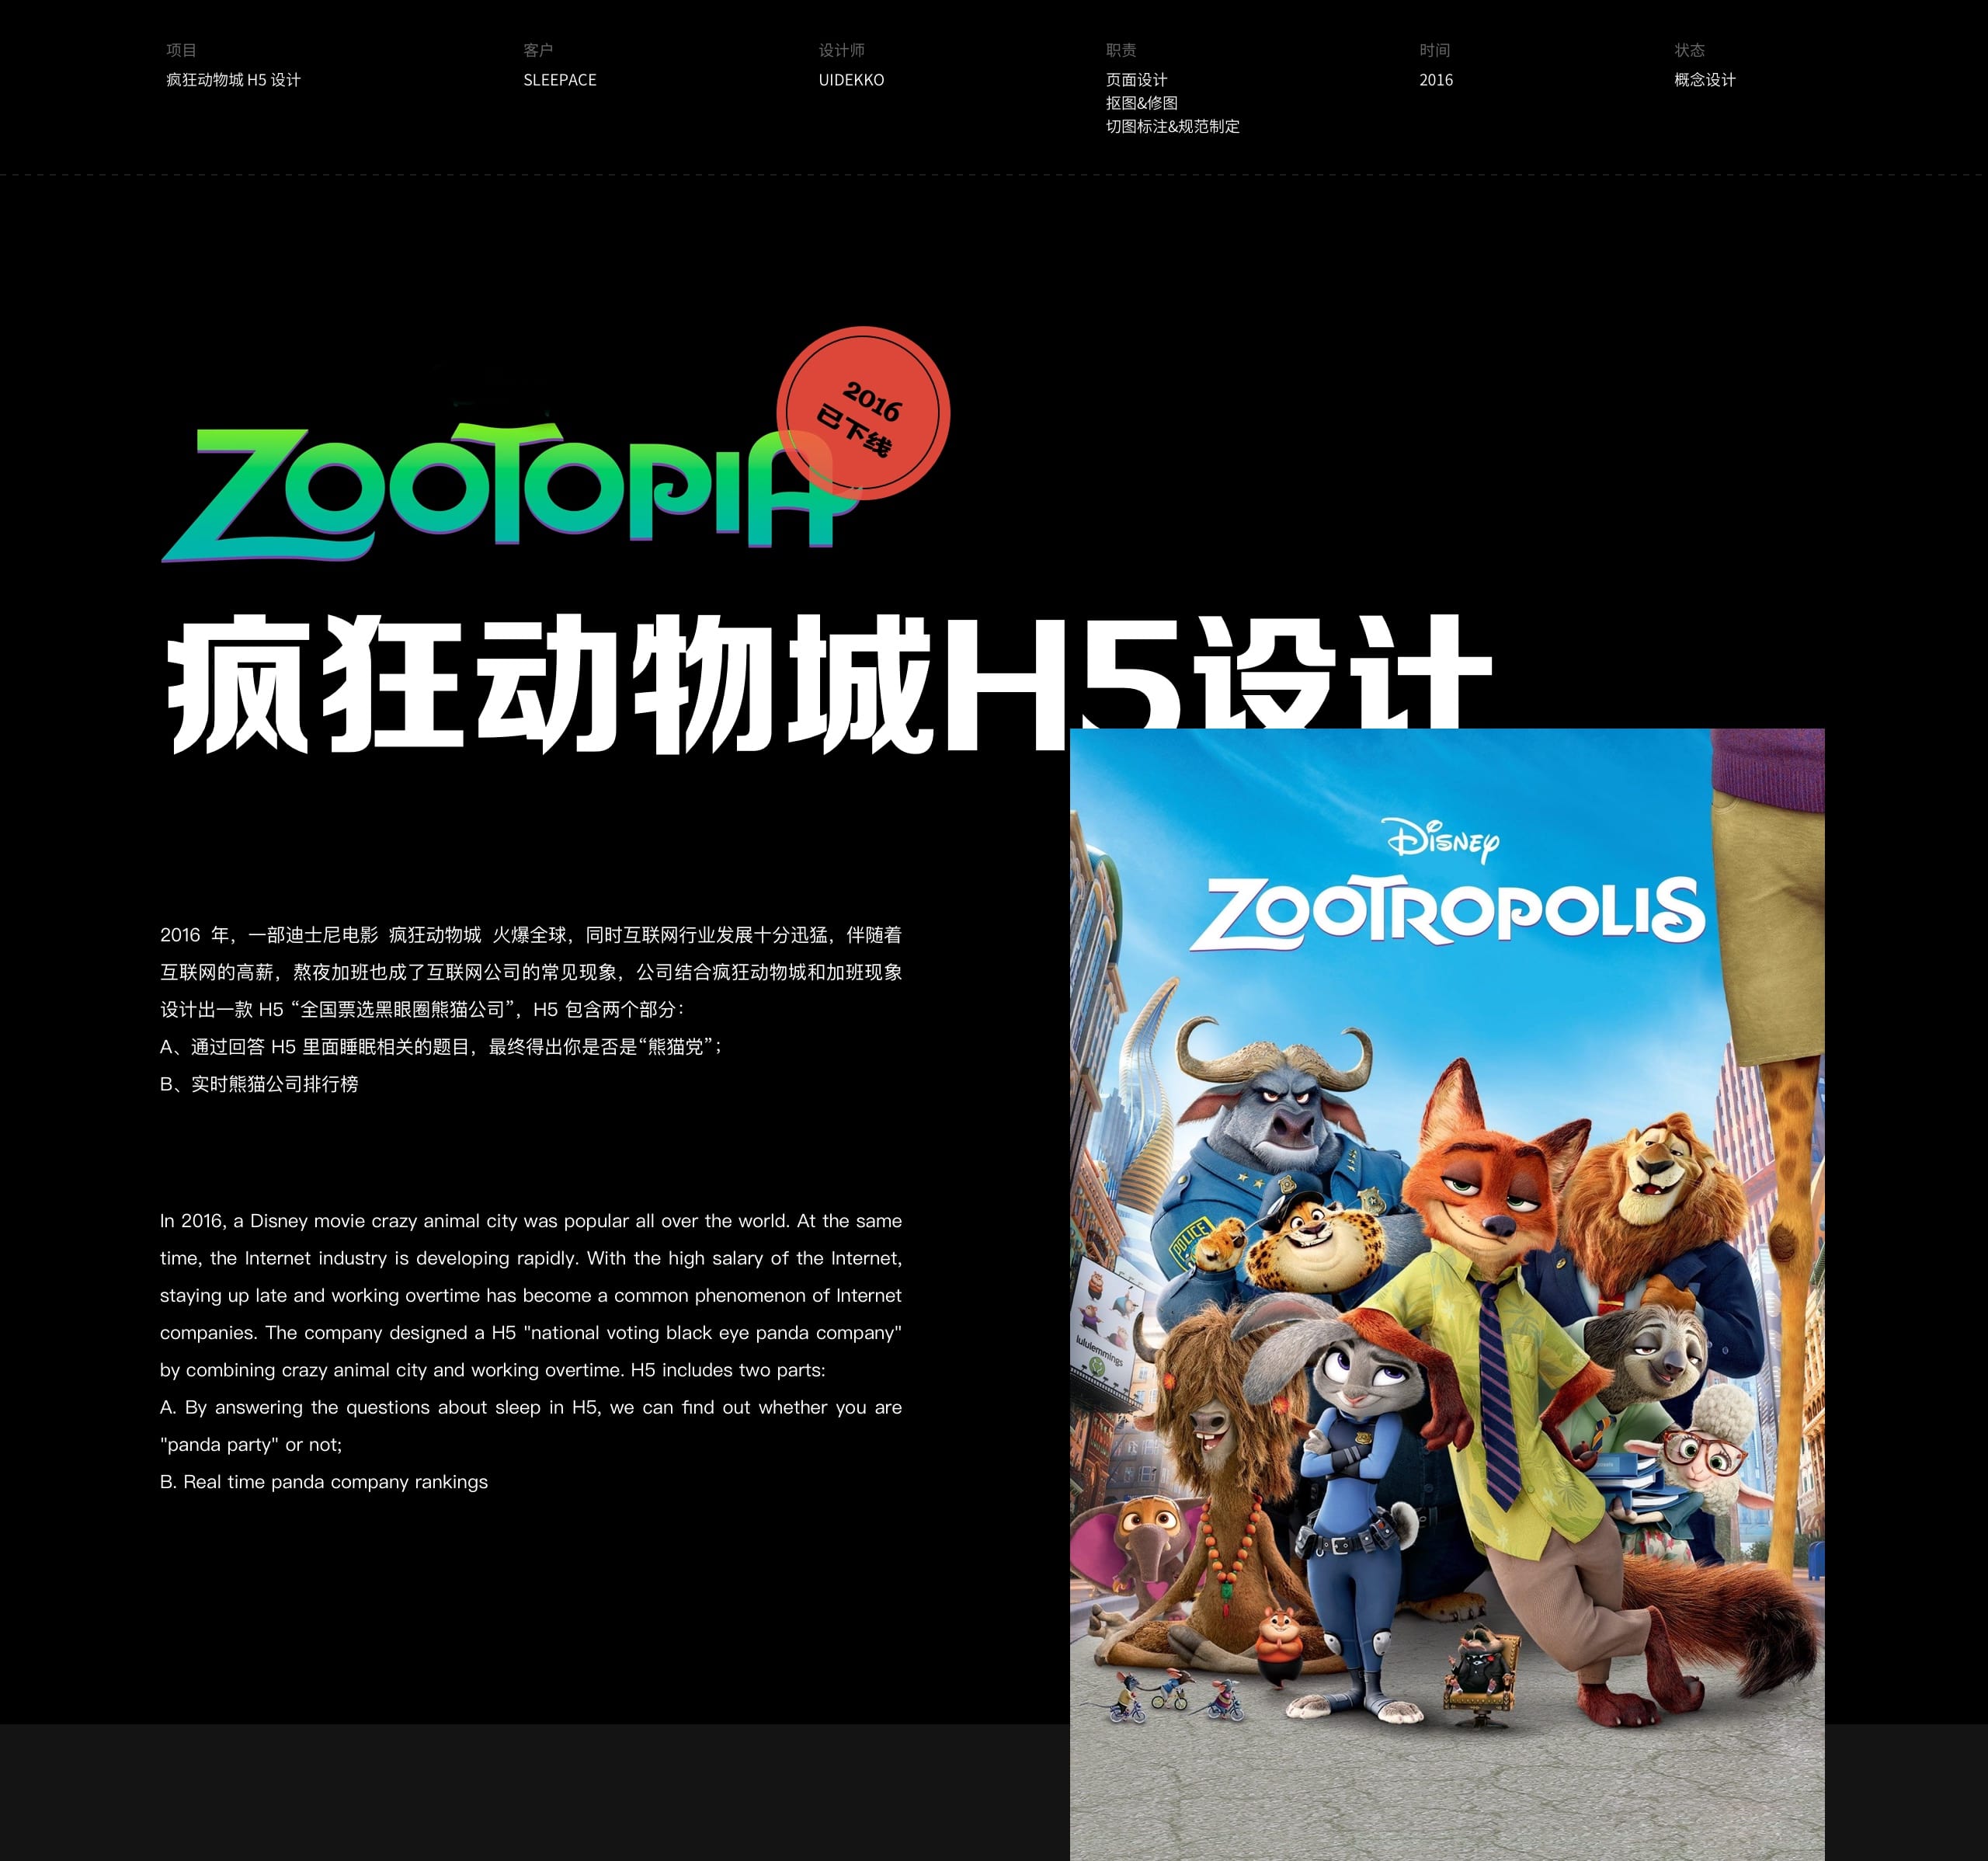 项目
疯狂动物城 H5 设计
客户
SLEEPACE
设计师
UIDEKKO
职责
页面设计
抠图&修图
切图标注&规范制定
时间
2016
状态
概念设计
ZOOTOPIA
2016
已下线
疯狂动物城H5设计
2016 年，一部迪士尼电影 疯狂动物城 火爆全球，同时互联网行业发展十分迅猛，伴随着
互联网的高薪，熬夜加班也成了互联网公司的常见现象，公司结合疯狂动物城和加班现象
设计出一款 H5 “全国票选黑眼圈熊猫公司”，H5 包含两个部分：
A、通过回答 H5 里面睡眠相关的题目，最终得出你是否是“熊猫党”；
B、实时熊猫公司排行榜
In 2016, a Disney movie crazy animal city was popular all over the world. At the same
time, the Internet industry is developing rapidly. With the high salary of the Internet,
staying up late and working overtime has become a common phenomenon of Internet
companies. The company designed a H5 "national voting black eye panda company"
by combining crazy animal city and working overtime. H5 includes two parts:
A. By answering the questions about sleep in H5, we can find out whether you are
"panda party" or not;
B. Real time panda company rankings
DISNEY
ZOOTROPOLIS
POLICE
lululemmings